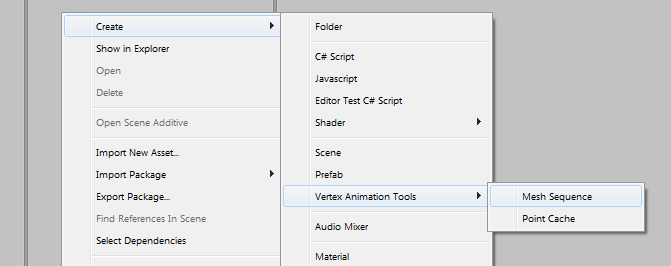 Create
Show in Explorer
Open
Delete
Open Scene Additive
Import New Asset...
Import Package
Export Package...
Find References In Scene
Select Dependencies
Folder
C# Script
Javascript
Editor Test C# Script
Shader
Scene
Prefab
Vertex Animation Tools
Audio Mixer
Material
Mesh Sequence
Point Cache